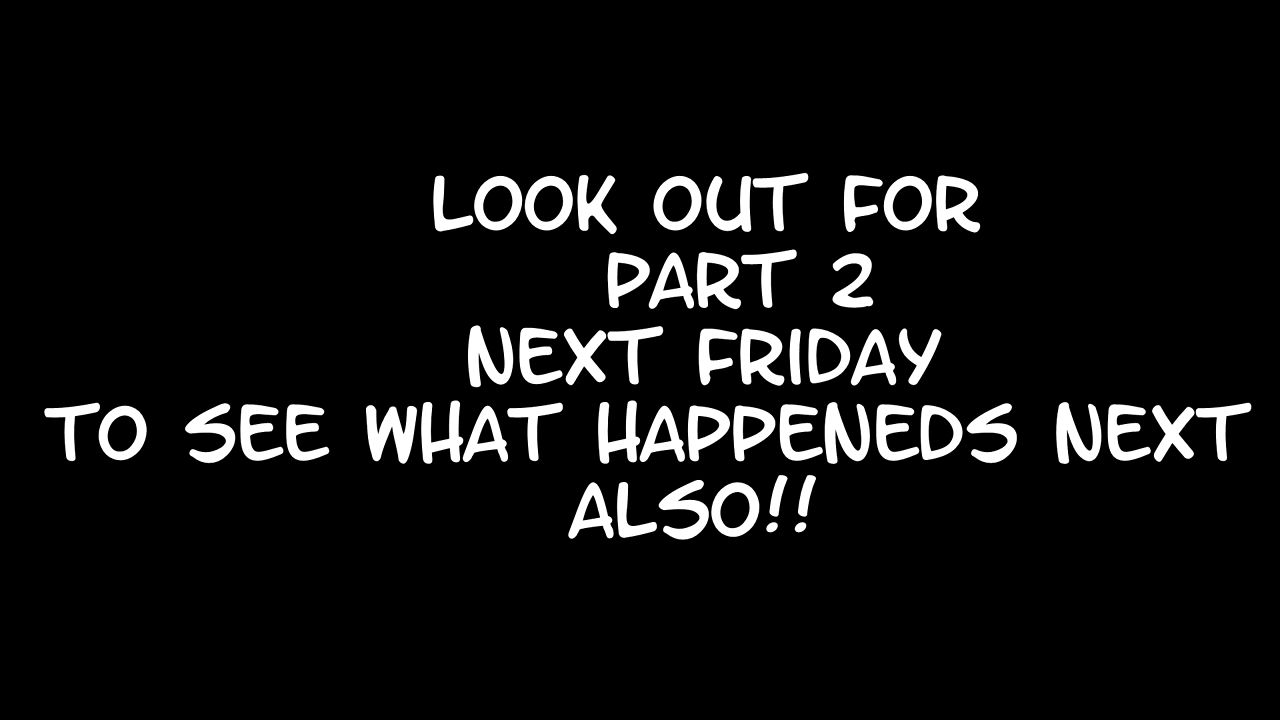 LOOK OUT FOR
PART 2
NEXT FRIDAY
TO SEE WHAT HAPPENEDS NEXT
ALSO!!